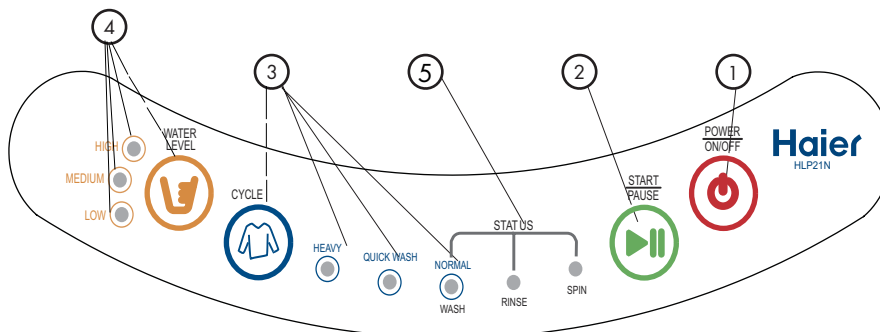 4
3
5
2
1
HIGH
MEDIUM
LOW
WATER
LEVEL
CYCLE
HEAVY
QUICK WASH
NORMAL
WASH
STATUS
RINSE
SPIN
START
PAUSE
POWER
ON/OFF
Haier
HLP21N